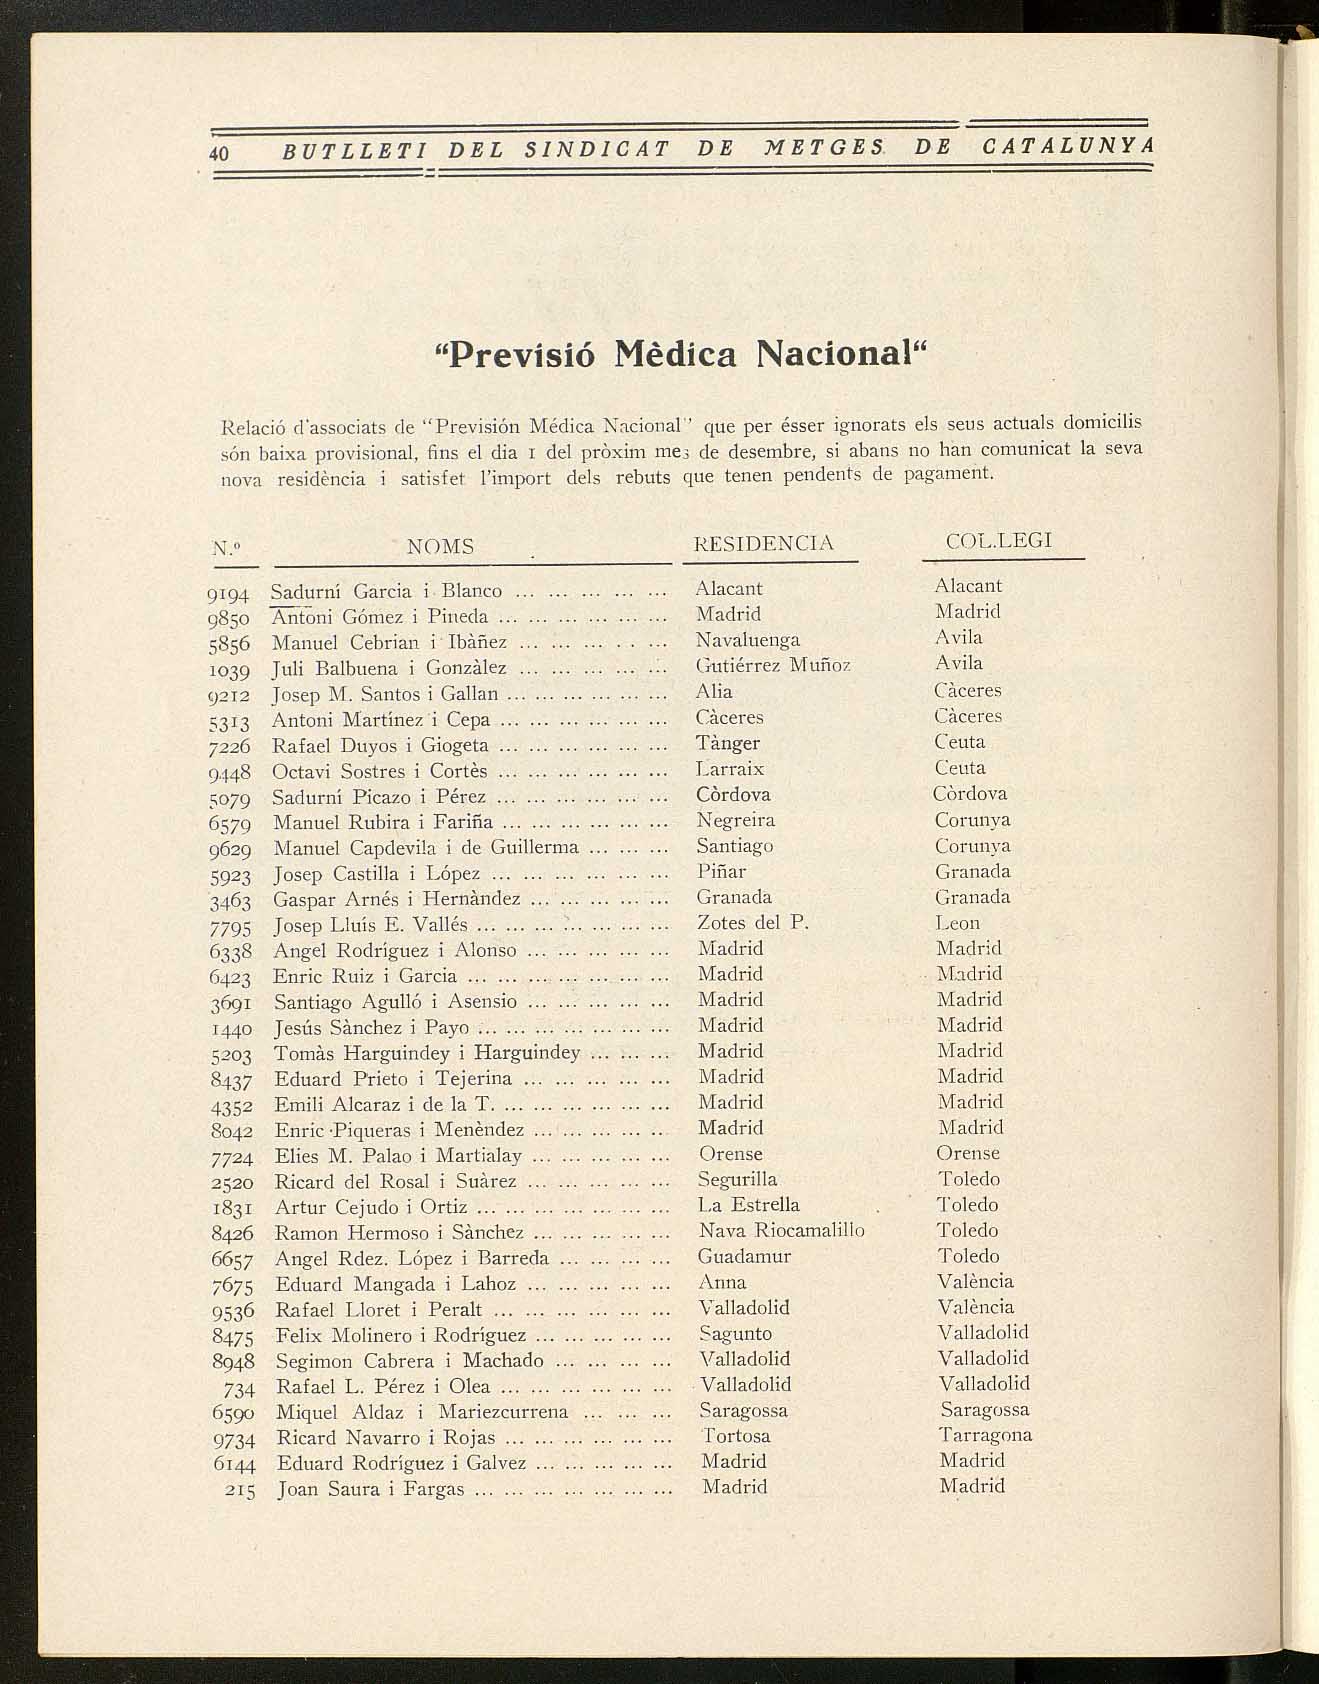 40 BUTLLETI DEL SINDICAT DE METGES DE CATALUNYA
“Previsió Mèdica Nacional“
Relació d'associats de “Previsión Médica Nacional” que per ésser ignorats els seus actuals domicilis
són baixa provisional, fins el dia 1 del pròxim mes de desembre, si abans no han comunicat la seva
nova residència i satisfet l'import dels rebuts que tenen pendents de pagament.
N.º NOMS RESIDENCIA COL.LEGI
9194 Sadurní Garcia i Blanco ... ... ... ... ... Alacant Alacant
9850 Antoni Gómez i Pineda ... ... ... ... ... ... Madrid Madrid
5856 Manuel Cebrian i Ibàñez ... ... ... . . ... Navaluenga Avila
1039 Juli Balbuena i Gonzàlez ... ... ... ... ... Gutiérrez Muñoz Avila
9212 Josep M. Santos i Gallan ... ... ... ... ... ... Alia Càceres
5313 Antoni Martínez i Cepa ... ... ... ... ... ... Càceres Càceres
7226 Rafael Duyos i Giogeta ... ... ... ... ... ... Tànger Ceuta
9448 Octavi Sostres i Cortès ... ... ... ... ... ... Larraix Ceuta
5079 Sadurní Picazo i Pérez ... ... ... ... ... ... Còrdova Còrdova
6579 Manuel Rubira i Fariña ... ... ... ... ... ... Negreira Corunya
9629 Manuel Capdevila i de Guillerma ... ... ... Santiago Corunya
5923 Josep Castilla i López ... ... ... ... ... ... Piñar Granada
3463 Gaspar Arnés i Hernàndez ... ... ... ... ... Granada Granada
7795 Josep Lluís E. Vallés ... ... ... ... ... ... ... Zotes del P. Leon
6338 Angel Rodríguez i Alonso ... ... ... ... ... Madrid Madrid
6423 Enric Ruiz i Garcia ... ... ... ... ... ... ... Madrid Madrid
3691 Santiago Agulló i Asensio ... ... ... ... ... Madrid Madrid
1440 Jesús Sànchez i Payo ... ... ... ... ... ... ... Madrid Madrid
5203 Tomàs Harguindey i Harguindey ... ... ... Madrid Madrid
8437 Eduard Prieto i Tejerina ... ... ... ... ... Madrid Madrid
4352 Emili Alcaraz i de la T. ... ... ... ... ... ... Madrid Madrid
8042 Enric Piqueras i Menèndez ... ... ... ... .. Madrid Madrid
7724 Elies M. Palao i Martialay ... ... ... ... ... Orense Orense
2520 Ricard del Rosal i Suàrez ... ... ... ... ... Segurilla Toledo
1831 Artur Cejudo i Ortiz ... ... ... ... ... ... ... La Estrella Toledo
8426 Ramon Hermoso i Sànchez ... ... ... ... ... Nava Riocamalillo Toledo
6657 Angel Rdez. López i Barreda ... ... ... ... Guadamur Toledo
7675 Eduard Mangada i Lahoz ... ... ... ... ... Anna València
9536 Rafael Lloret i Peralt ... ... ... ... ... ... Valladolid València
8475 Felix Molinero i Rodríguez ... ... ... ... ... Sagunto Valladolid
8948 Segimon Cabrera i Machado ... ... ... ... Valladolid Valladolid
734 Rafael L. Pérez i Olea ... ... ... ... ... ... Valladolid Valladolid
6590 Miquel Aldaz i Mariezcurrena ... ... ... Saragossa Saragossa
9734 Ricard Navarro i Rojas ... ... ... ... ... ... Tortosa Tarragona
6144 Eduard Rodríguez i Galvez ... ... ... ... ... Madrid Madrid
215 Joan Saura i Fargas ... ... ... ... ... ... ... Madrid Madrid